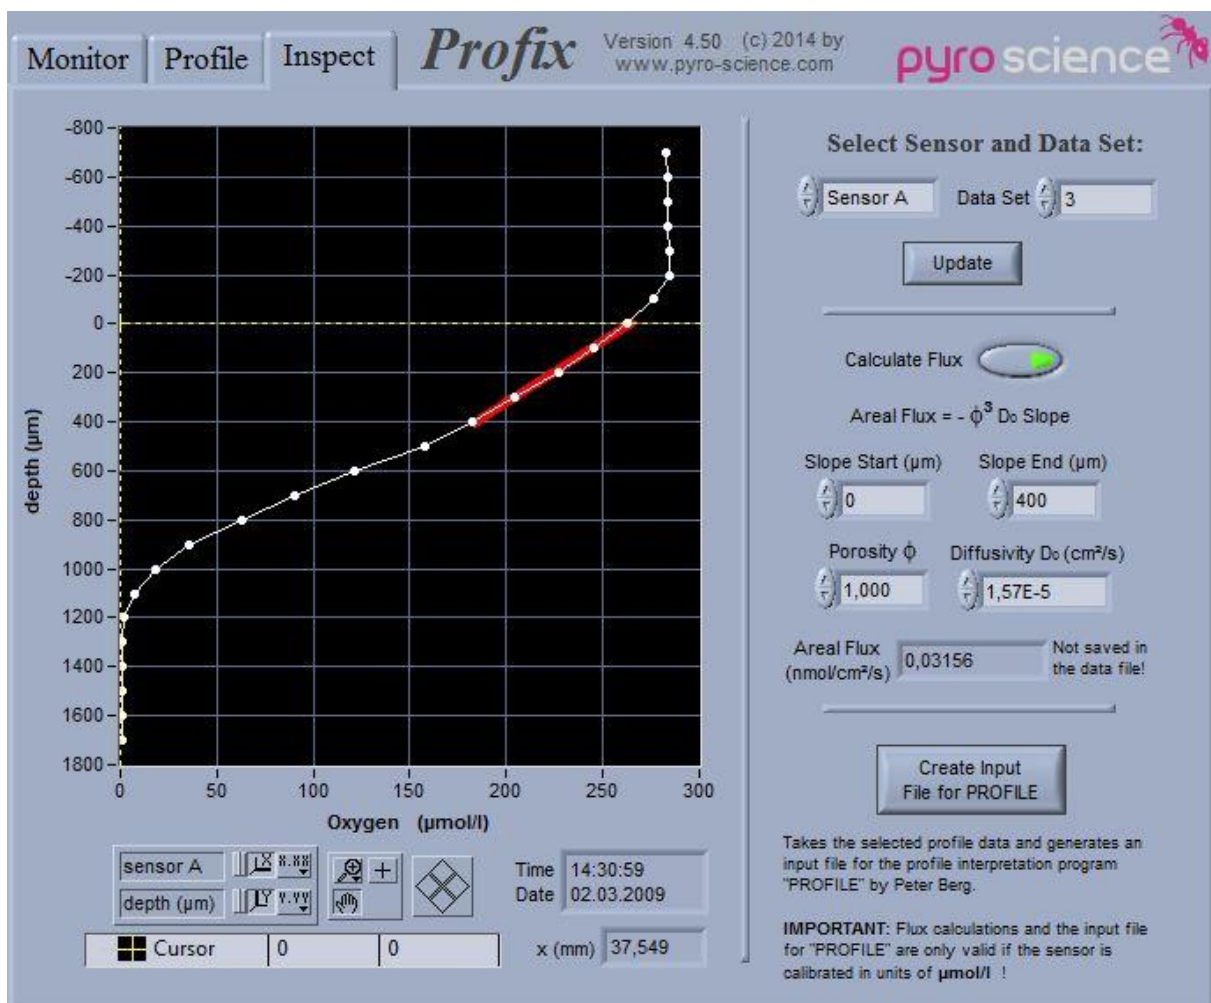 Monitor
Profile
Inspect
Profix
Version 4.50 (c) 2014 by
www.pyro-science.com
pyro science
-800
-600
-400
-200
0
200
400
600
800
1000
1200
1400
1600
1800
depth (µm)
0 50 100 150 200 250 300
Oxygen (µmol/l)
sensor A
X
X.XX
depth (µm)
Y
Y.YY
Time 14:30:59
Date 02.03.2009
Cursor 0 0
x (mm) 37,549
Select Sensor and Data Set:
Sensor A Data Set 3
Update
Calculate Flux
Areal Flux = - ϕ³ D₀ Slope
Slope Start (µm) Slope End (µm)
0 400
Porosity ϕ Diffusivity D₀ (cm²/s)
1,000 1,57E-5
Areal Flux
(nmol/cm²/s)
0,03156
Not saved in
the data file!
Create Input
File for PROFILE
Takes the selected profile data and generates an
input file for the profile interpretation program
"PROFILE" by Peter Berg.
IMPORTANT: Flux calculations and the input file
for "PROFILE" are only valid if the sensor is
calibrated in units of µmol/l !